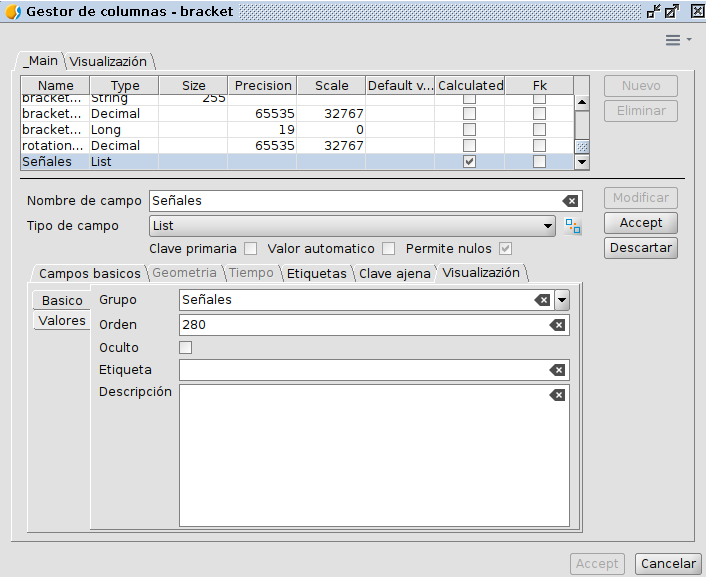 Gestor de columnas - bracket
_Main Visualización
Name Type Size Precision Scale Default v... Calculated Fk
bracket... String 255
bracket... Decimal 65535 32767
bracket... Long 19 0
rotation... Decimal 65535 32767
Señales List
Nuevo
Eliminar
Nombre de campo Señales
Modificar
Tipo de campo List
Accept
Clave primaria Valor automatico Permite nulos
Descartar
Campos basicos Geometria Tiempo Etiquetas Clave ajena Visualización
Basico
Valores
Grupo Señales
Orden 280
Oculto
Etiqueta
Descripción
Accept Cancelar